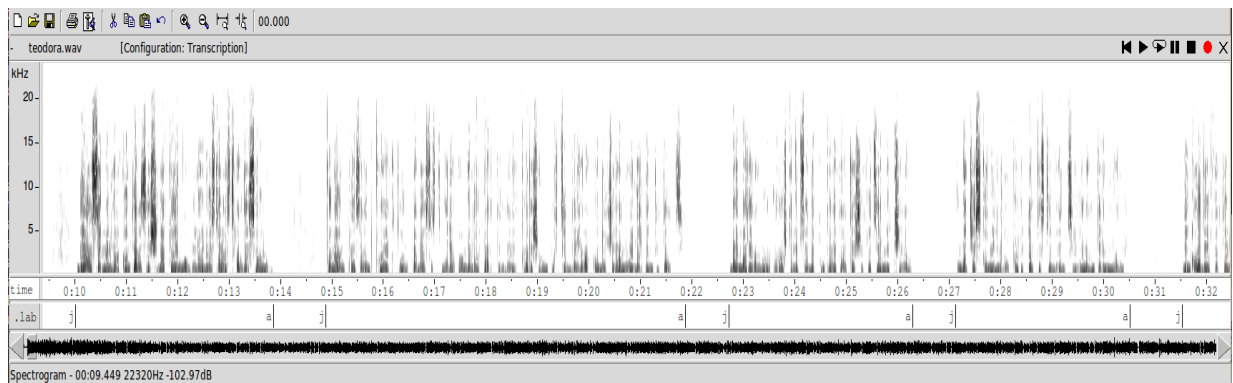 00.000
- teodora.wav [Configuration: Transcription]
kHz
20-
15-
10-
5-
time 0:10 0:11 0:12 0:13 0:14 0:15 0:16 0:17 0:18 0:19 0:20 0:21 0:22 0:23 0:24 0:25 0:26 0:27 0:28 0:29 0:30 0:31 0:32
.lab j a j a j a j a j
Spectrogram - 00:09.449 22320Hz -102.97dB